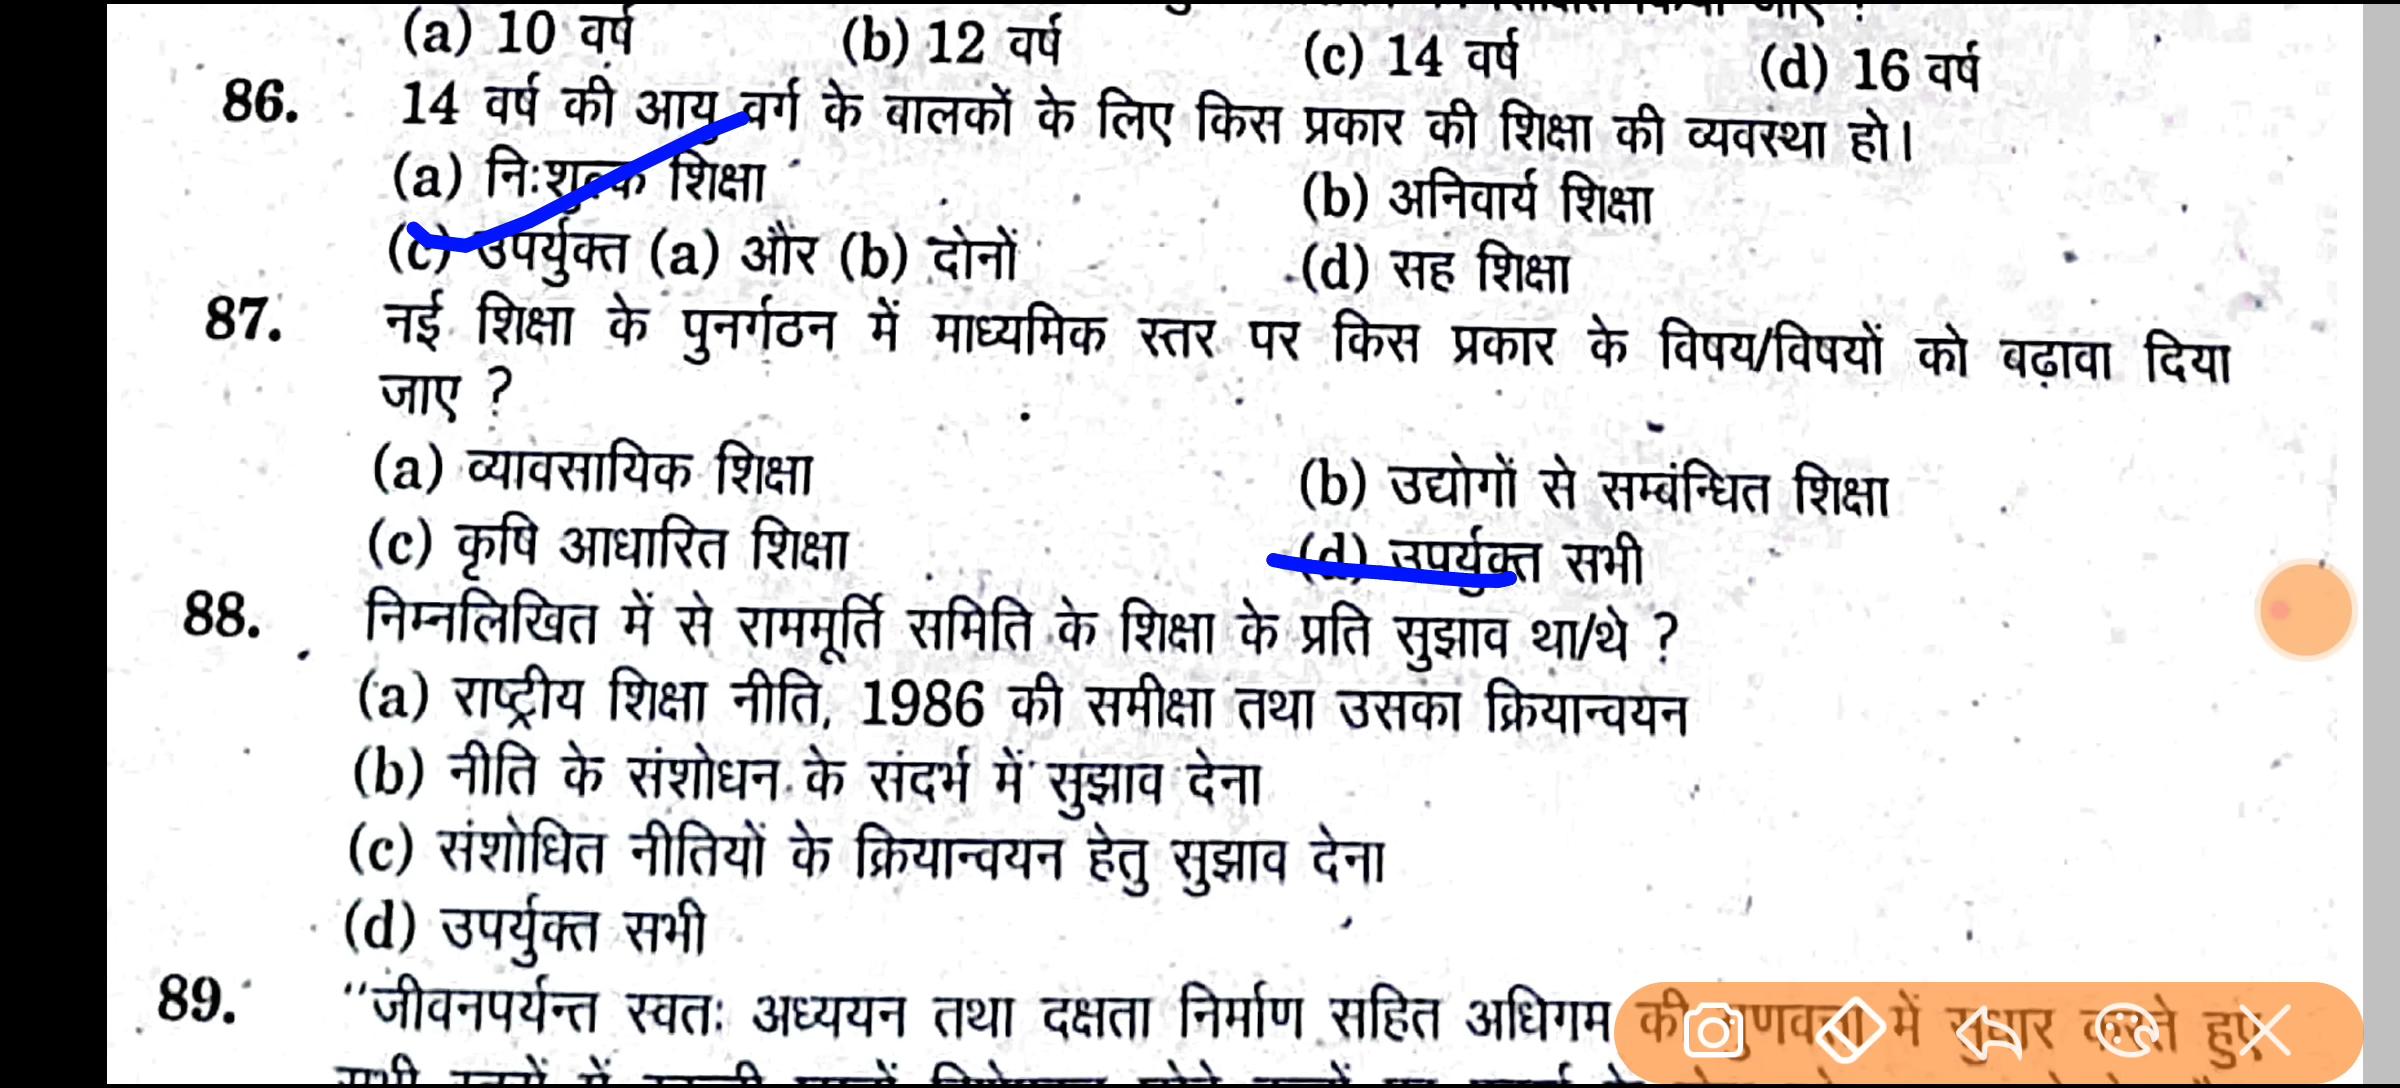 (a) 10 वर्ष (b) 12 वर्ष (c) 14 वर्ष (d) 16 वर्ष
86. 14 वर्ष की आयु वर्ग के बालकों के लिए किस प्रकार की शिक्षा की व्यवस्था हो।
(a) निःशुल्क शिक्षा (b) अनिवार्य शिक्षा
(c) उपर्युक्त (a) और (b) दोनों (d) सह शिक्षा
87. नई शिक्षा के पुनर्गठन में माध्यमिक स्तर पर किस प्रकार के विषय/विषयों को बढ़ावा दिया
जाए ?
(a) व्यावसायिक शिक्षा (b) उद्योगों से सम्बंन्धित शिक्षा
(c) कृषि आधारित शिक्षा (d) उपर्युक्त सभी
88. निम्नलिखित में से राममूर्ति समिति के शिक्षा के प्रति सुझाव था/थे ?
(a) राष्ट्रीय शिक्षा नीति, 1986 की समीक्षा तथा उसका क्रियान्वयन
(b) नीति के संशोधन के संदर्भ में सुझाव देना
(c) संशोधित नीतियों के क्रियान्वयन हेतु सुझाव देना
(d) उपर्युक्त सभी
89. "जीवनपर्यन्त स्वतः अध्ययन तथा दक्षता निर्माण सहित अधिगम की गुणवत्ता में सुधार करते हुए